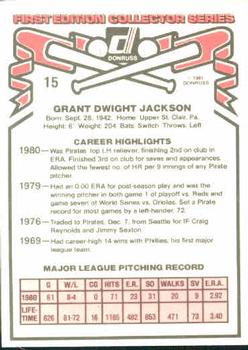 FIRST EDITION COLLECTOR SERIES
DONRUSS
15
© 1981
DONRUSS
GRANT DWIGHT JACKSON
Born: Sept. 28, 1942. Home Upper St. Clair, Pa.
Height: 6' Weight: 204 Bats: Switch Throws: Left
CAREER HIGHLIGHTS
1980—Was Pirates' top LH reliever, finishing 2nd on club in
ERA. Finished 3rd on club for saves and appearances.
Allowed the fewest no. of HR per 9 innings of any Pirate
pitcher.
1979—Had an 0.00 ERA for post-season play and was the
winning pitcher in both game 1 of playoff vs. Reds and
game seven of World Series vs. Orioles. Set a Pirate
record for most games by a left-hander, 72.
1976—Traded to Pirates, Dec. 7, from Seattle for IF Craig
Reynolds and Jimmy Sexton.
1969—Had career-high 14 wins with Phillies, his first major
league team.
MAJOR LEAGUE PITCHING RECORD
G W/L CG HITS E.R. SO WALKS SV E.R.A.
1980 61 8-4 0 71 23 31 20 9 2.92
LIFE-
TIME 626 81-72 16 1185 482 853 471 73 3.40